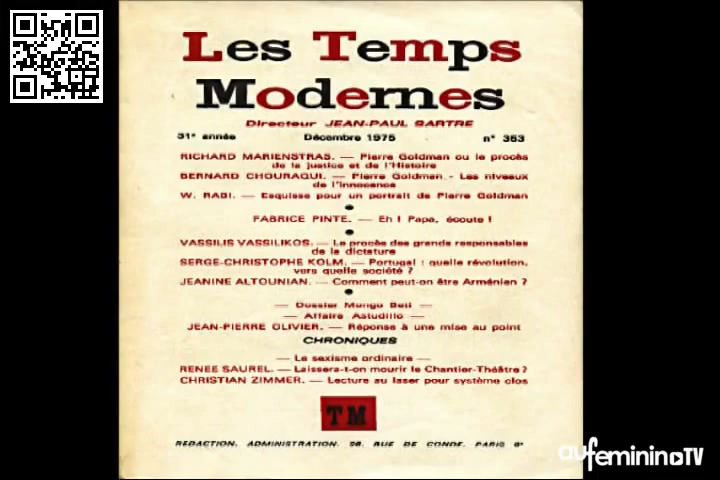 Les Temps
Modernes
Directeur JEAN-PAUL SARTRE
31e année Décembre 1975 n° 353
RICHARD MARIENSTRAS. — Pierre Goldman ou le procès
de la justice et de l'Histoire
BERNARD CHOURAQUI. — Pierre Goldman - Les niveaux
de l'innocence
W. RABI. — Esquisse pour un portrait de Pierre Goldman
FABRICE PINTE. — Eh ! Papa, écoute !
VASSILIS VASSILIKOS. — Le procès des grands responsables
de la dictature
SERGE-CHRISTOPHE KOLM. — Portugal : quelle révolution,
vers quelle société ?
JEANINE ALTOUNIAN. — Comment peut-on être Arménien ?
— Dossier Mongo Beti —
— Affaire Astudillo —
JEAN-PIERRE OLIVIER. — Réponse à une mise au point
CHRONIQUES
— Le sexisme ordinaire —
RENEE SAUREL. — Laissera-t-on mourir le Chantier-Théâtre ?
CHRISTIAN ZIMMER. — Lecture au laser pour système clos
TM
REDACTION, ADMINISTRATION, 26, RUE DE CONDE, PARIS 6e
aufemininTV